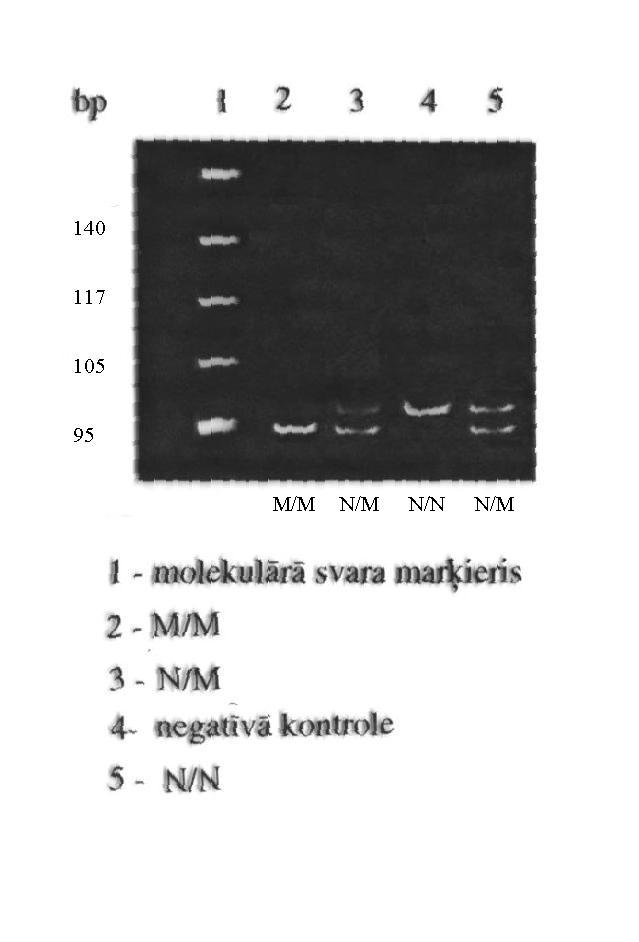 bp 1 2 3 4 5
140
117
105
95
M/M N/M N/N N/M
1 - molekulārā svara marķieris
2 - M/M
3 - N/M
4- negatīvā kontrole
5 - N/N